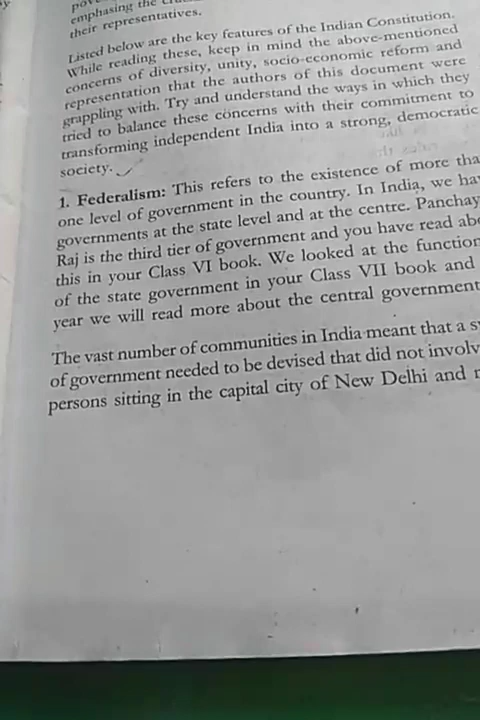 emphasing the
their representatives.
Listed below are the key features of the Indian Constitution.
While reading these, keep in mind the above-mentioned
concerns of diversity, unity, socio-economic reform and
representation that the authors of this document were
grappling with. Try and understand the ways in which they
tried to balance these concerns with their commitment to
transforming independent India into a strong, democratic
society.
1. Federalism: This refers to the existence of more tha
one level of government in the country. In India, we ha
governments at the state level and at the centre. Panchay
Raj is the third tier of government and you have read abo
this in your Class VI book. We looked at the function
of the state government in your Class VII book and
year we will read more about the central government
The vast number of communities in India meant that a s
of government needed to be devised that did not involv
persons sitting in the capital city of New Delhi and